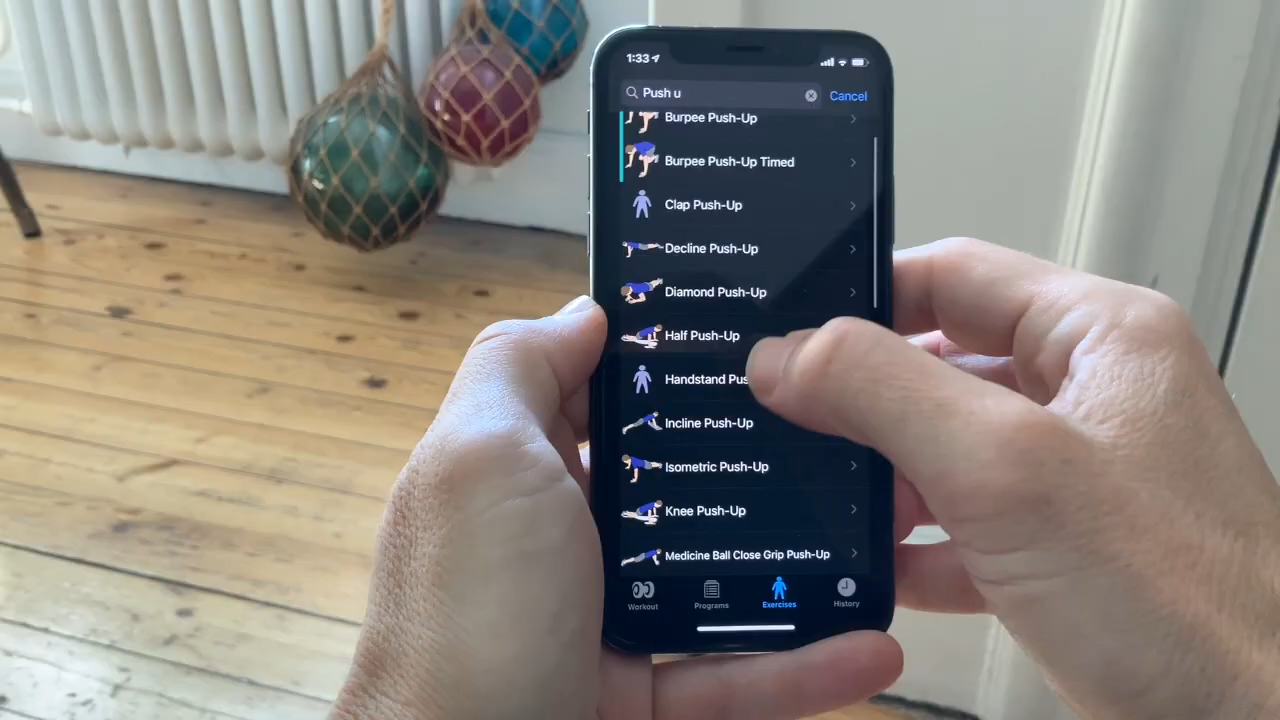 1:33
Push u
Cancel
Burpee Push-Up
Burpee Push-Up Timed
Clap Push-Up
Decline Push-Up
Diamond Push-Up
Half Push-Up
Handstand Pus
Incline Push-Up
Isometric Push-Up
Knee Push-Up
Medicine Ball Close Grip Push-Up
Workout
Programs
Exercises
History